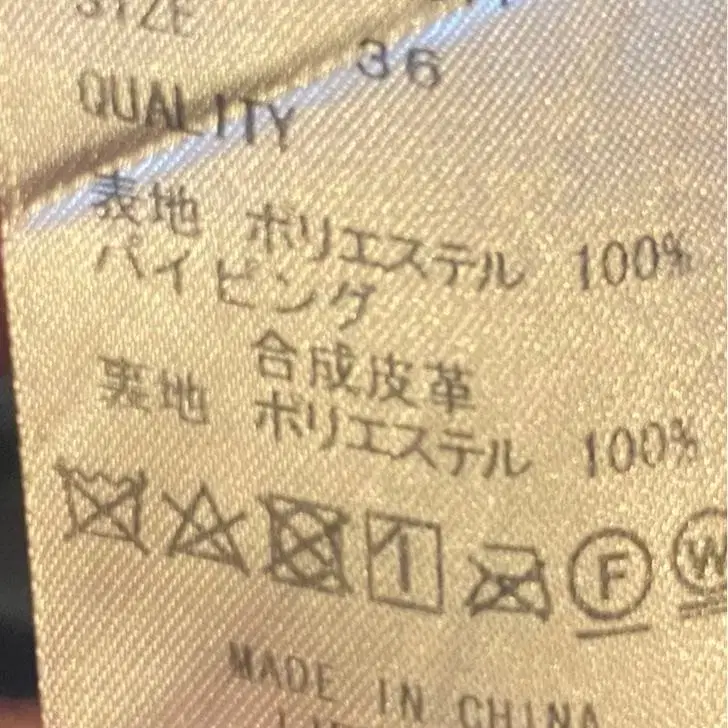 SIZE
36
QUALITY
表地 ポリエステル 100%
パイピング
合成皮革
裏地 ポリエステル 100%
F W
MADE IN CHINA